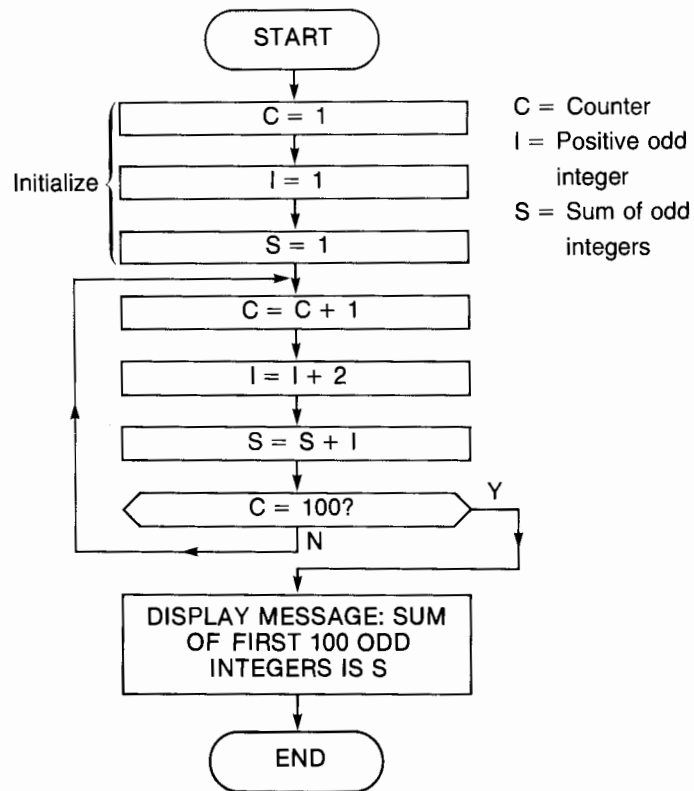 START
C = 1
I = 1
S = 1
Initialize
C = Counter
I = Positive odd
integer
S = Sum of odd
integers
C = C + 1
I = I + 2
S = S + I
C = 100?
Y
N
DISPLAY MESSAGE: SUM
OF FIRST 100 ODD
INTEGERS IS S
END